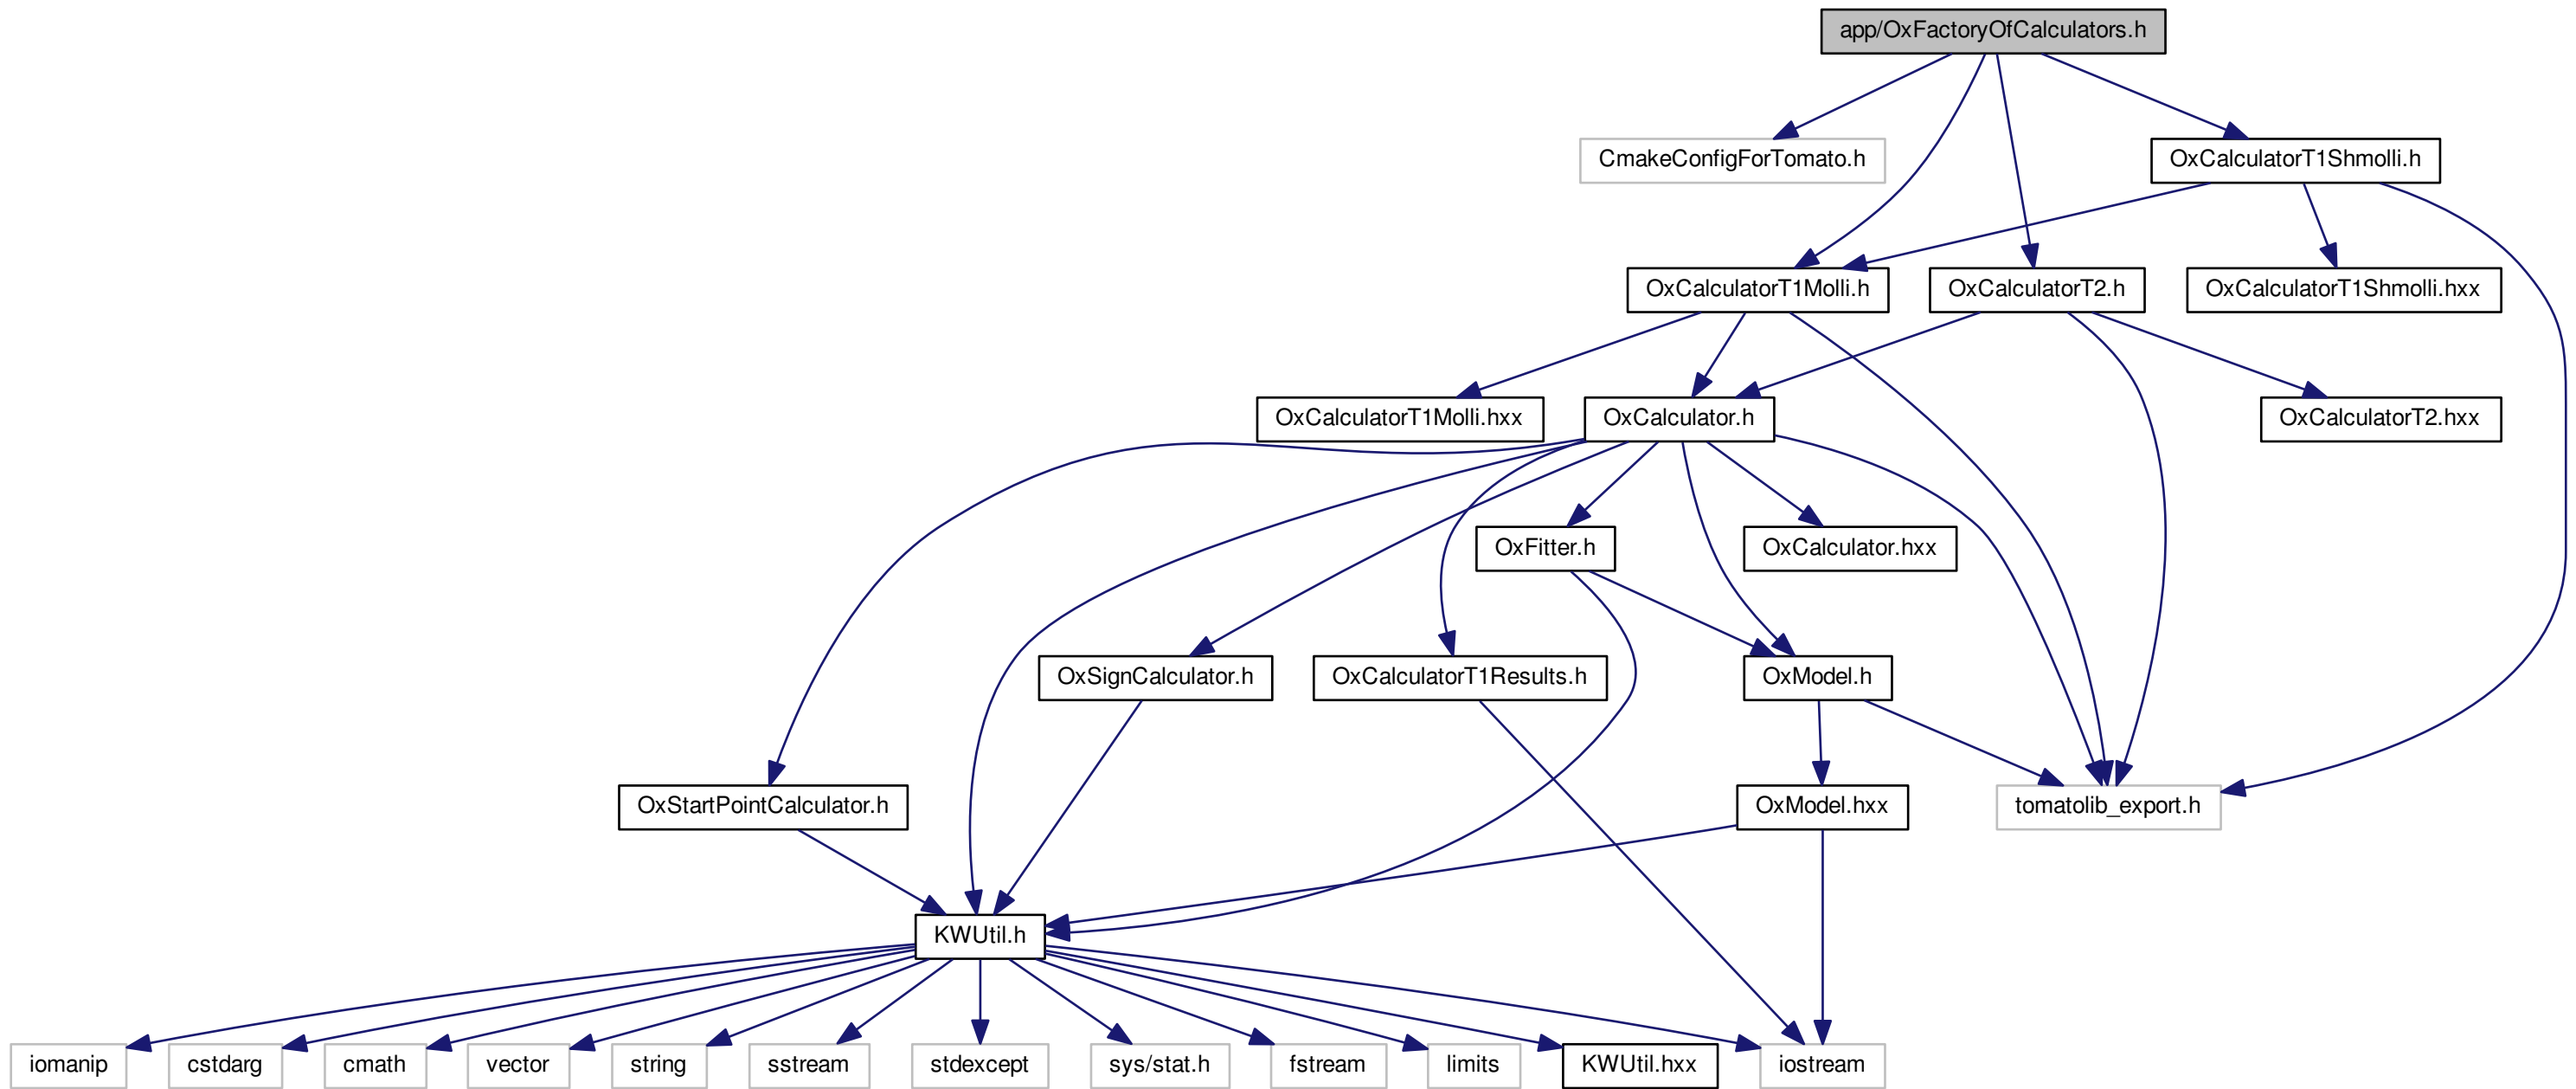 app/OxFactoryOfCalculators.h
CmakeConfigForTomato.h
OxCalculatorT1Shmolli.h
OxCalculatorT1Molli.h
OxCalculatorT2.h
OxCalculatorT1Shmolli.hxx
OxCalculatorT1Molli.hxx
OxCalculator.h
OxCalculatorT2.hxx
OxFitter.h
OxCalculator.hxx
OxSignCalculator.h
OxCalculatorT1Results.h
OxModel.h
OxStartPointCalculator.h
OxModel.hxx
tomatolib_export.h
KWUtil.h
iomanip
cstdarg
cmath
vector
string
sstream
stdexcept
sys/stat.h
fstream
limits
KWUtil.hxx
iostream